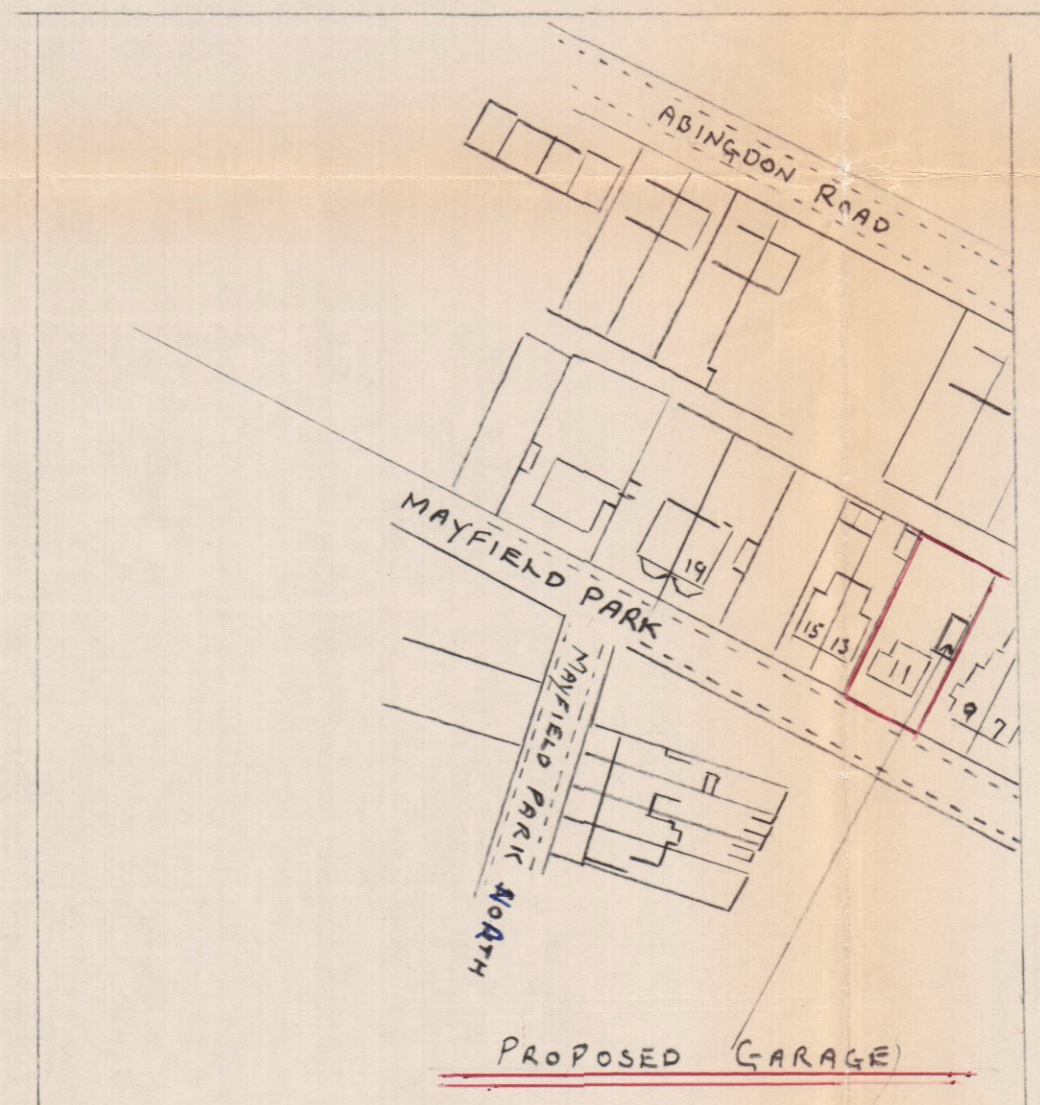 ABINGDON ROAD
MAYFIELD PARK
19
15 13
11
9 7
MAYFIELD PARK NORTH
PROPOSED GARAGE